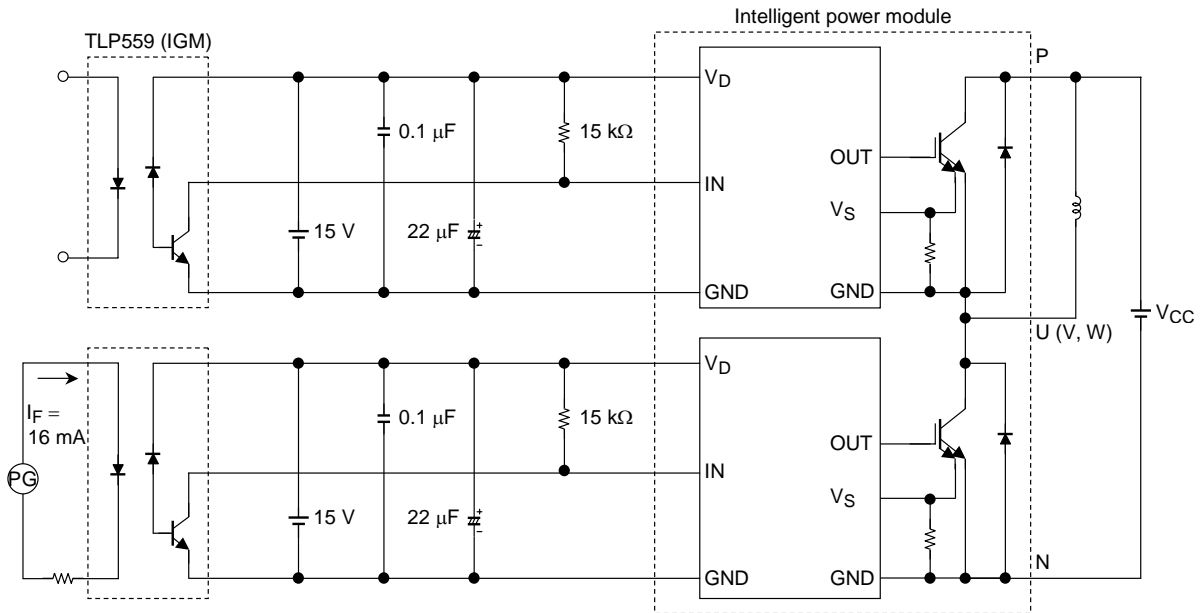 Intelligent power module
TLP559 (IGM)
P
VD
0.1 μF
15 kΩ
OUT
IN
VS
15 V
22 μF
+
−
GND
GND
VCC
U (V, W)
VD
IF =
16 mA
0.1 μF
15 kΩ
OUT
IN
PG
VS
15 V
22 μF
+
−
N
GND
GND